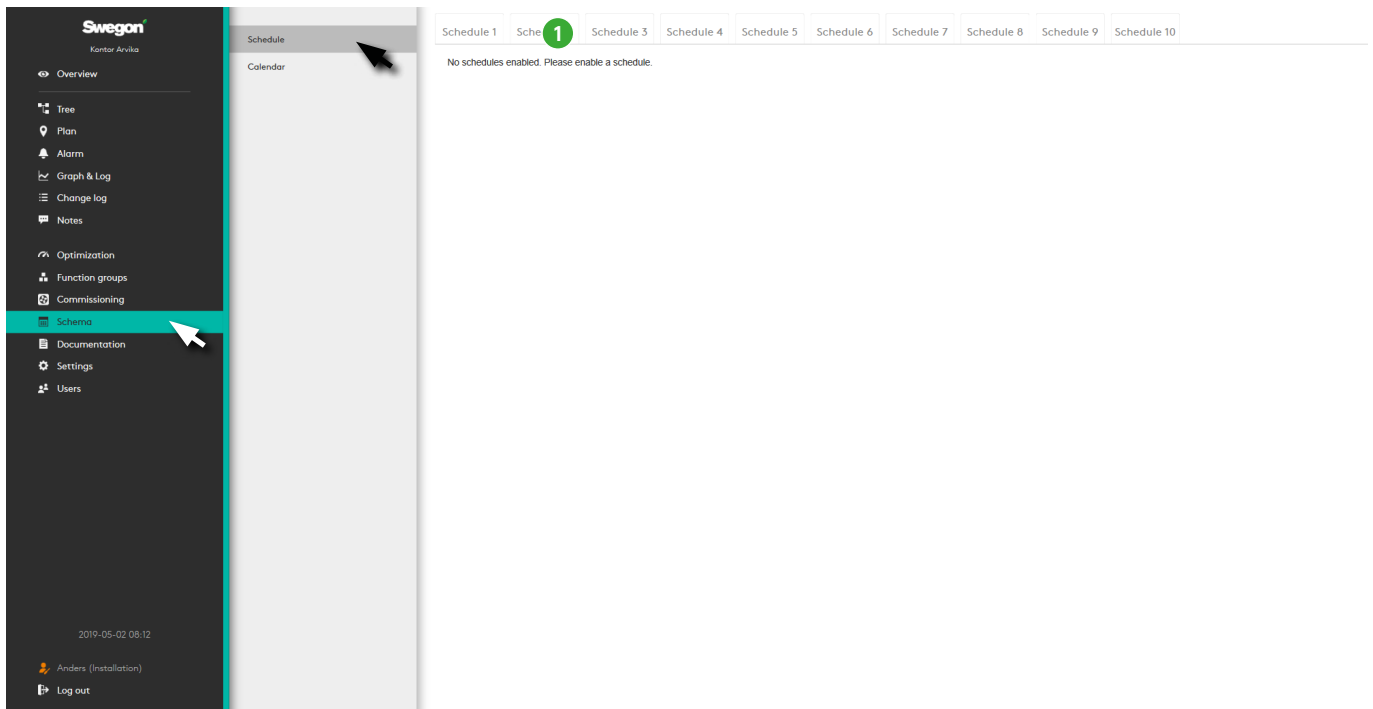 Swegon
Kontor Arvika
Overview
Tree
Plan
Alarm
Graph & Log
Change log
Notes
Optimization
Function groups
Commissioning
Schema
Documentation
Settings
Users
2019-05-02 08:12
Anders (Installation)
Log out
Schedule
Calendar
Schedule 1 Sche 1 Schedule 3 Schedule 4 Schedule 5 Schedule 6 Schedule 7 Schedule 8 Schedule 9 Schedule 10
No schedules enabled. Please enable a schedule.